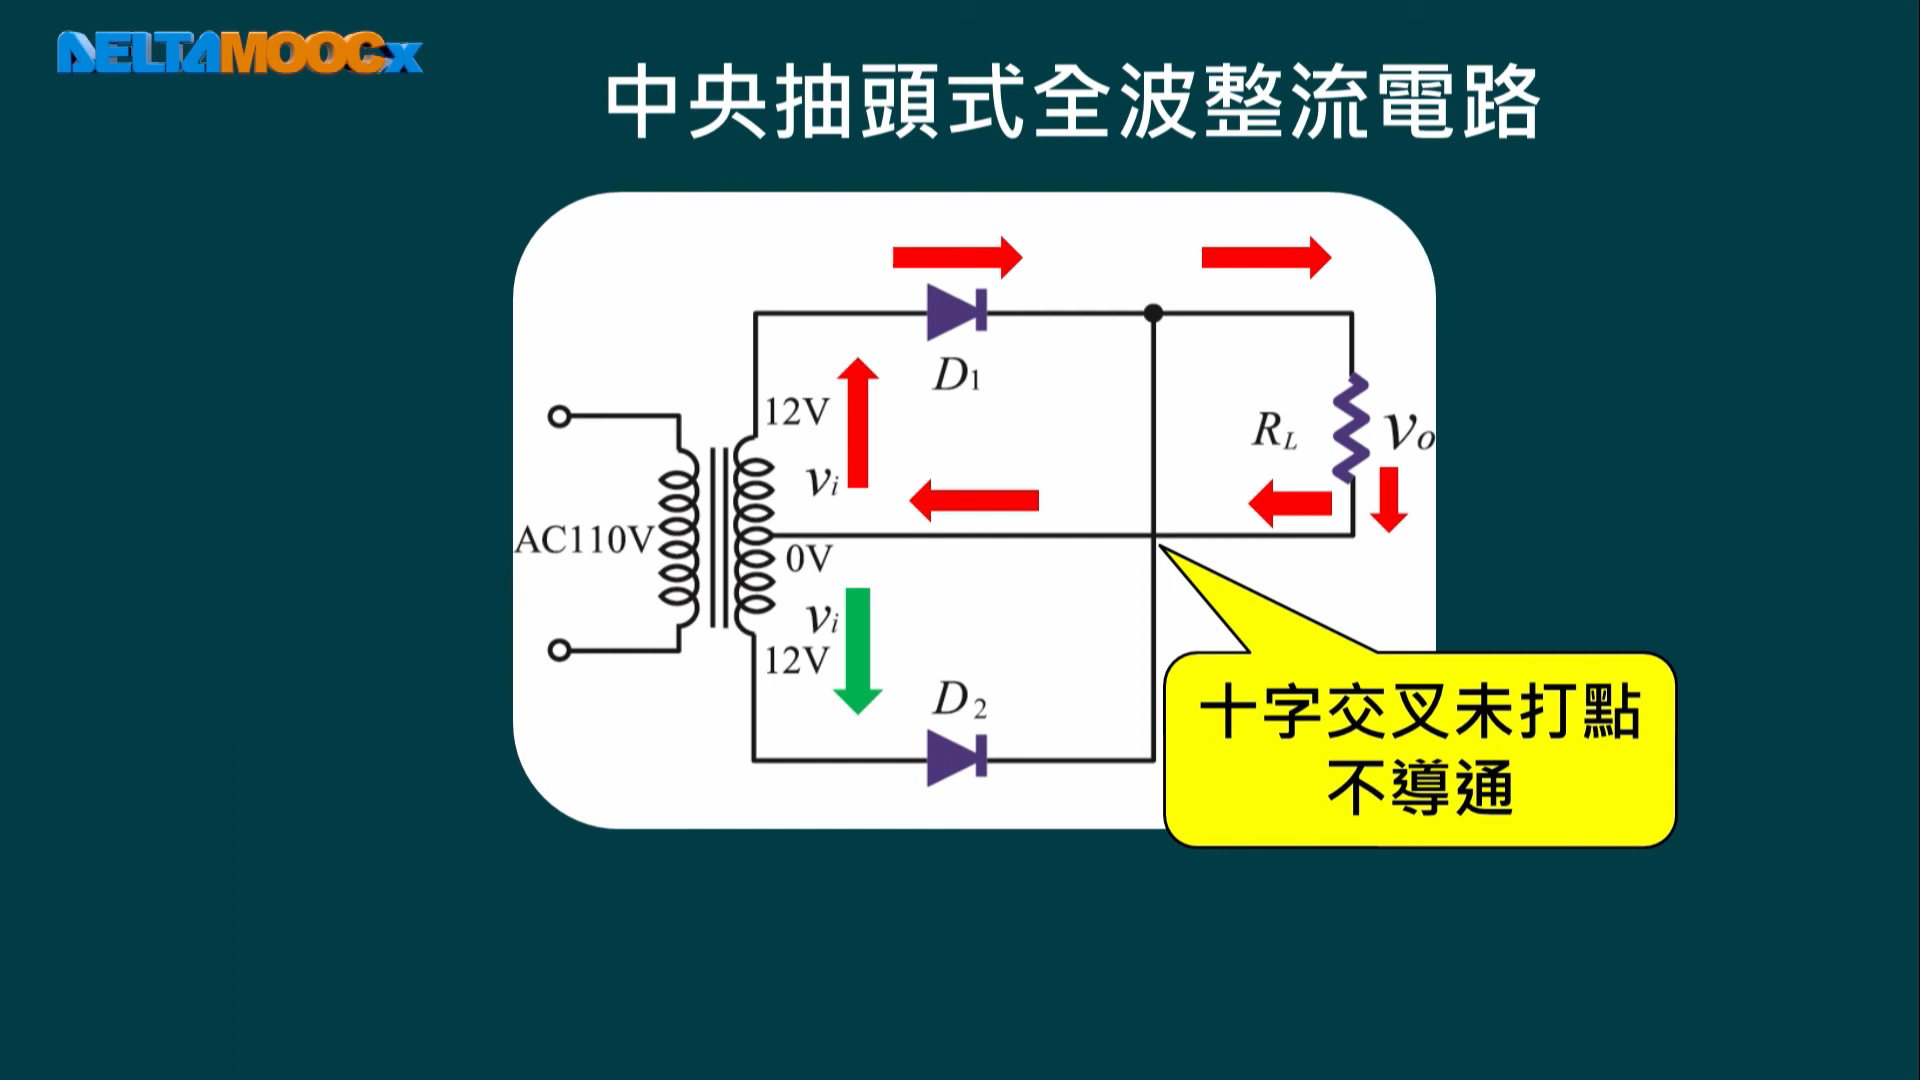 DELTAMOOCx
中央抽頭式全波整流電路
D1
12V
RL
vo
vi
AC110V
0V
vi
12V
D2
十字交叉未打點
不導通